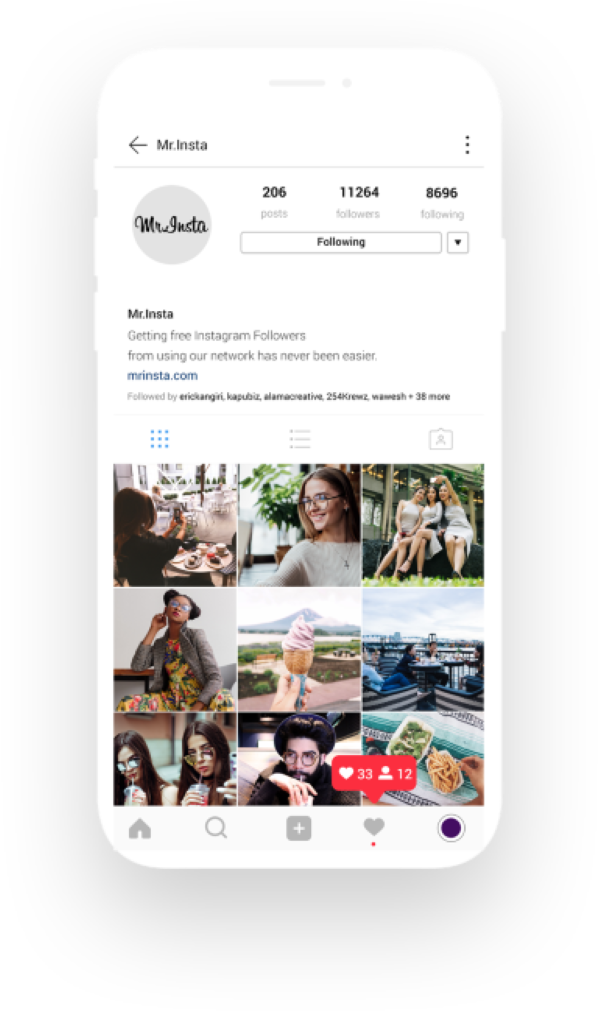 Mr.Insta
206 11264 8696
posts followers following
Mr.Insta
Following
Mr.Insta
Getting free Instagram Followers
from using our network has never been easier.
mrinsta.com
Followed by erickangiri, kapubiz, alamacreative, 254Krewz, wawesh + 38 more
33 12